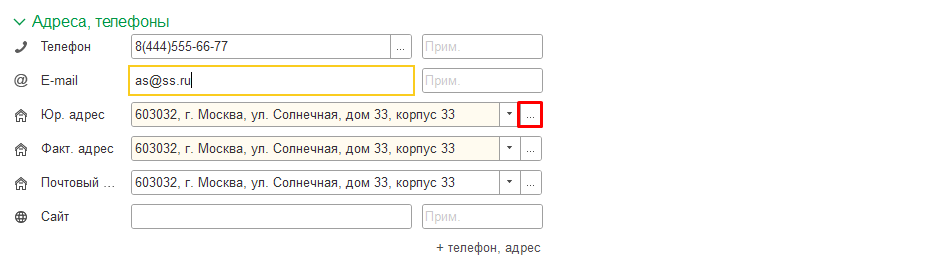 Адреса, телефоны
Телефон 8(444)555-66-77 ... Прим.
E-mail as@ss.ru Прим.
Юр. адрес 603032, г. Москва, ул. Солнечная, дом 33, корпус 33 ...
Факт. адрес 603032, г. Москва, ул. Солнечная, дом 33, корпус 33 ...
Почтовый ... 603032, г. Москва, ул. Солнечная, дом 33, корпус 33 ...
Сайт Прим.
+ телефон, адрес